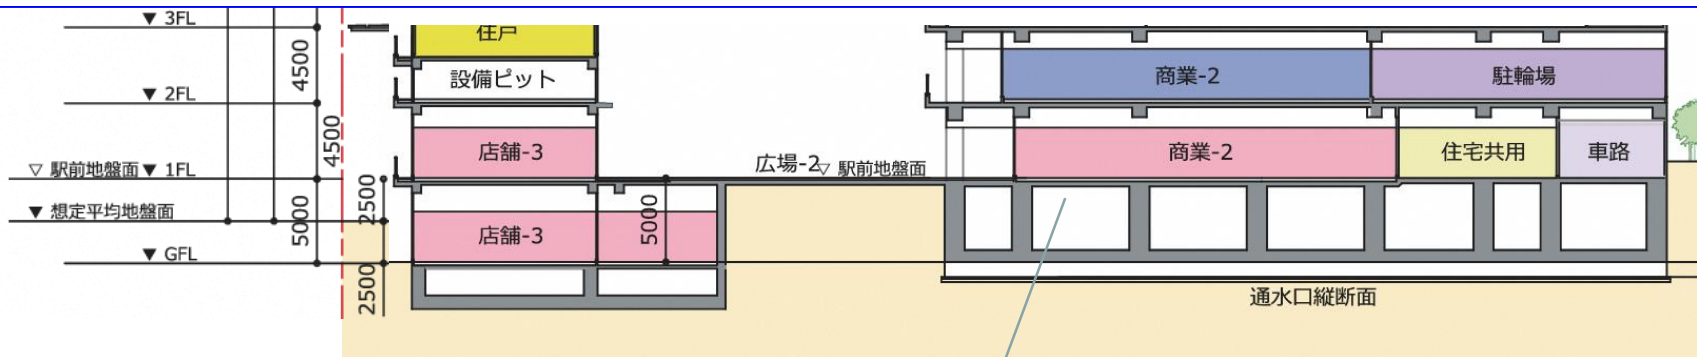 ▼ 3FL
住戸
4500
設備ピット
商業-2
駐輪場
▼ 2FL
4500
店舗-3
広場-2
▽ 駅前地盤面
商業-2
住宅共用
車路
▽ 駅前地盤面 ▼ 1FL
2500
▼ 想定平均地盤面
5000
店舗-3
5000
▼ GFL
2500
通水口縦断面